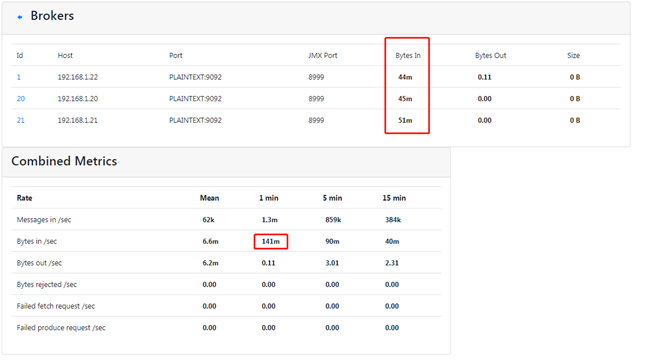 Brokers
Id Host Port JMX Port Bytes In Bytes Out Size
1 192.168.1.22 PLAINTEXT:9092 8999 44m 0.11 0 B
20 192.168.1.20 PLAINTEXT:9092 8999 45m 0.00 0 B
21 192.168.1.21 PLAINTEXT:9092 8999 51m 0.00 0 B
Combined Metrics
Rate Mean 1 min 5 min 15 min
Messages in /sec 62k 1.3m 859k 384k
Bytes in /sec 6.6m 141m 90m 40m
Bytes out /sec 6.2m 0.11 3.01 2.31
Bytes rejected /sec 0.00 0.00 0.00 0.00
Failed fetch request /sec 0.00 0.00 0.00 0.00
Failed produce request /sec 0.00 0.00 0.00 0.00